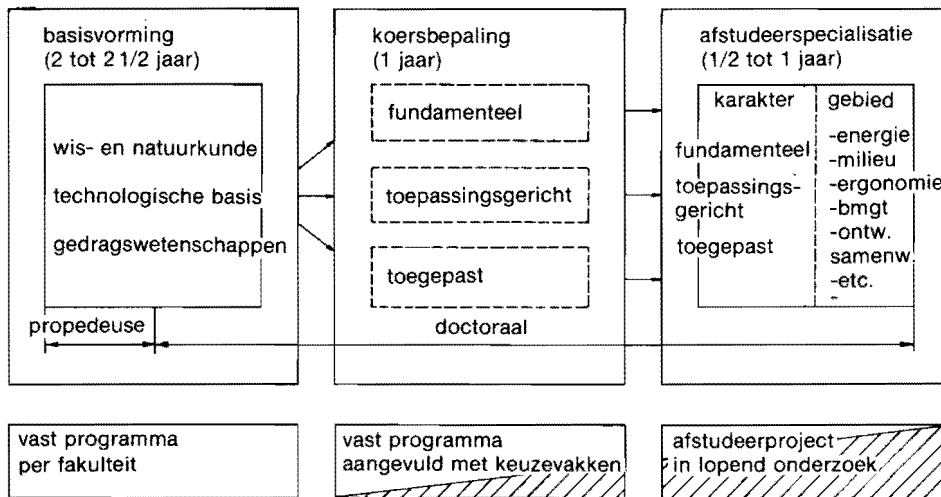 basisvorming
(2 tot 2 1/2 jaar)
wis- en natuurkunde
technologische basis
gedragswetenschappen
propedeuse
koersbepaling
(1 jaar)
fundamenteel
toepassingsgericht
toegepast
doctoraal
afstudeerspecialisatie
(1/2 tot 1 jaar)
karakter
fundamenteel
toepassings-
gericht
toegepast
gebied
-energie
-milieu
-ergonomie
-bmgt
-ontw.
samenw.
-etc.
-
vast programma
per fakulteit
vast programma
aangevuld met keuzevakken
afstudeerproject
in lopend onderzoek